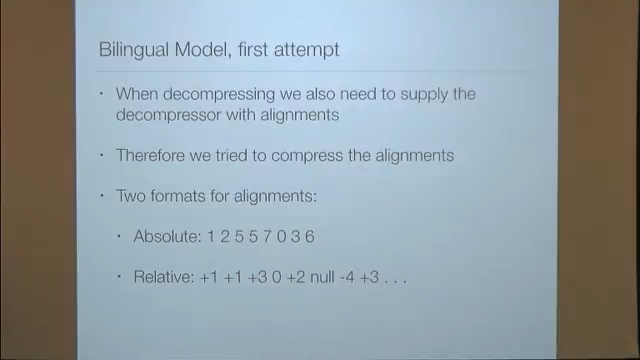 Bilingual Model, first attempt
• When decompressing we also need to supply the
decompressor with alignments
• Therefore we tried to compress the alignments
• Two formats for alignments:
• Absolute: 1 2 5 5 7 0 3 6
• Relative: +1 +1 +3 0 +2 null -4 +3 . . .